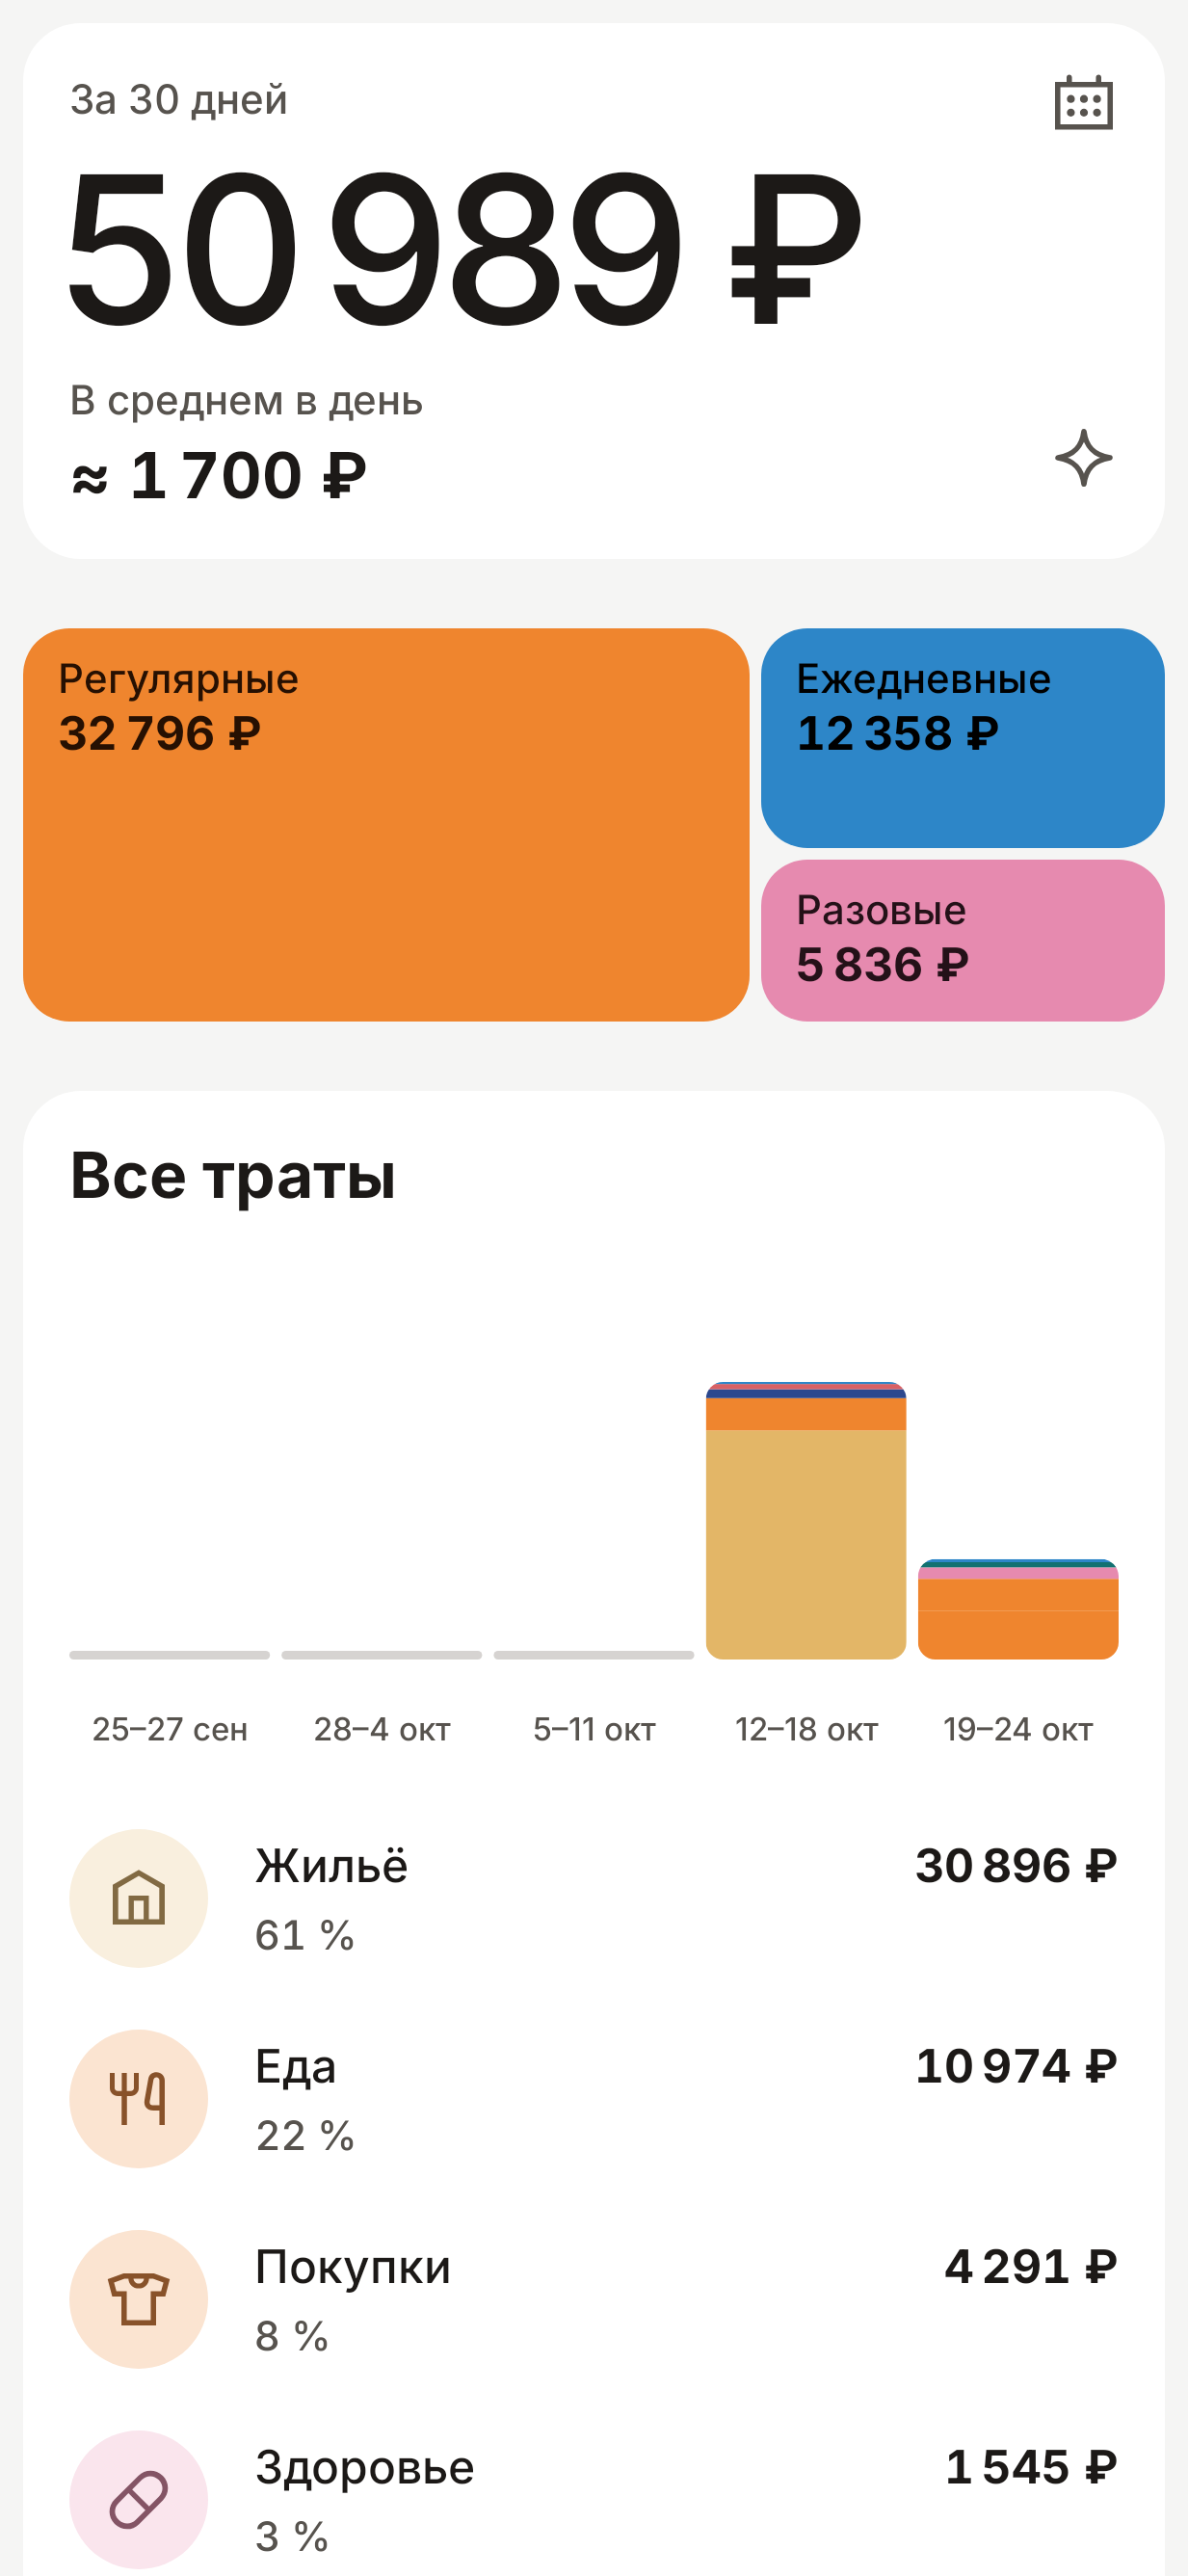 За 30 дней
50 989 ₽
В среднем в день
≈ 1 700 ₽
Регулярные
32 796 ₽
Ежедневные
12 358 ₽
Разовые
5 836 ₽
Все траты
25–27 сен
28–4 окт
5–11 окт
12–18 окт
19–24 окт
Жильё
30 896 ₽
61 %
Еда
10 974 ₽
22 %
Покупки
4 291 ₽
8 %
Здоровье
1 545 ₽
3 %